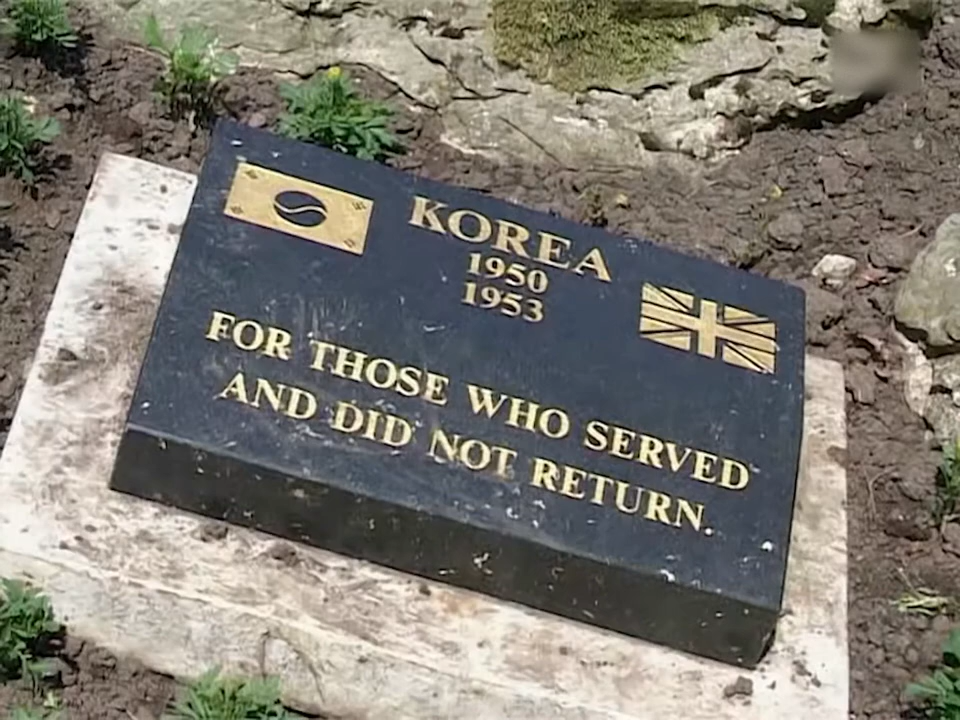 KOREA
1950
1953
FOR THOSE WHO SERVED
AND DID NOT RETURN.